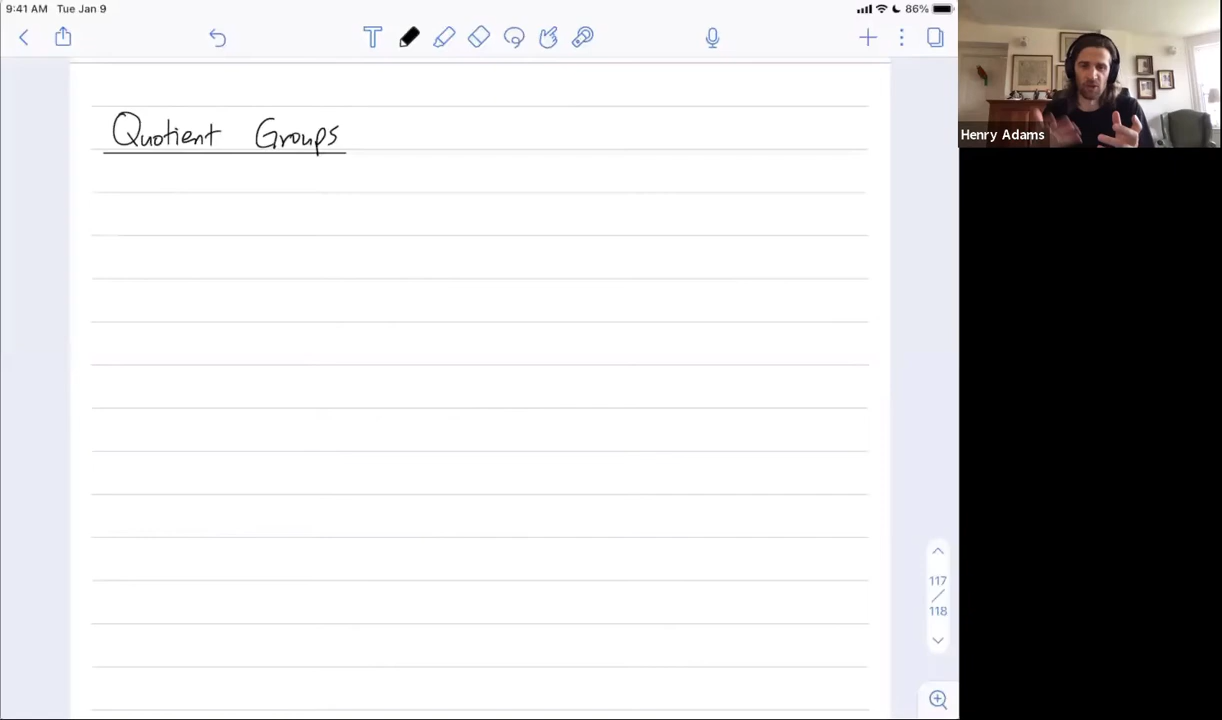 9:41 AM Tue Jan 9
86%
T
Quotient Groups
Henry Adams
117
118